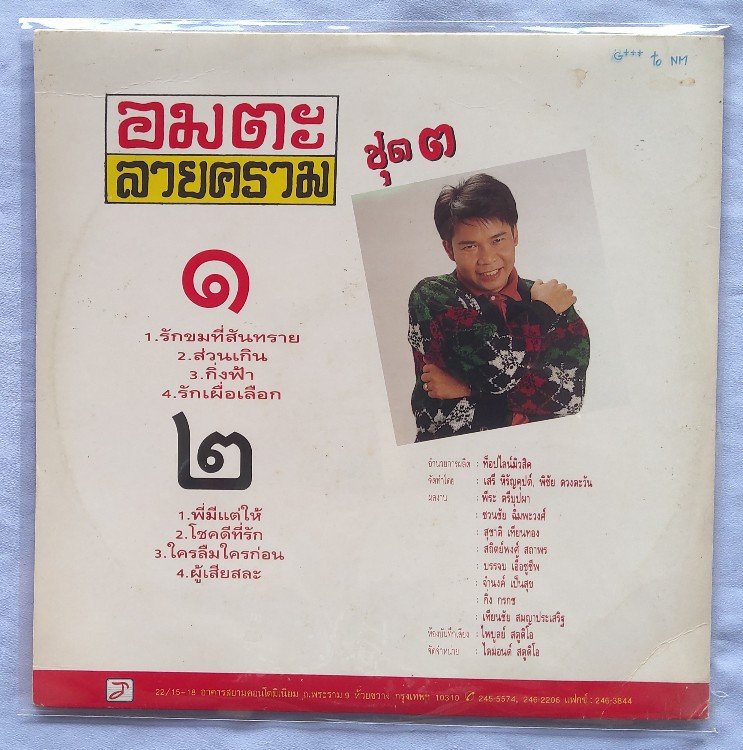 G*** to NM
อมตะ
ลายคราม
ชุด ๓
๑
1.รักขมที่สันทราย
2.ส่วนเกิน
3.กิ่งฟ้า
4.รักเผื่อเลือก
๒
1.พี่มีแต่ให้
2.โชคดีที่รัก
3.ใครลืมใครก่อน
4.ผู้เสียสละ
อำนวยการผลิต : ท็อปไลน์มิวสิค
จัดทำโดย : เสรี หิรัญคุปต์, พิชัย ดวงตะวัน
ผลงาน : พีระ ตรีบุปผา
: ชวนชัย ฉิมพะวงศ์
: สุชาติ เทียนทอง
: สถิตย์พงศ์ สถาพร
: บรรจบ เอื้อชูชีพ
: จำนงค์ เป็นสุข
: กิ่ง กรกช
: เทียนชัย สมญาประเสริฐ
ห้องบันทึกเสียง : ไพบูลย์ สตูดิโอ
จัดจำหน่าย : ไดมอนด์ สตูดิโอ
22/15-18 อาคารสยามคอนโดมิเนียม ถ.พระราม 9 ห้วยขวาง กรุงเทพฯ 10310 ✆ 245-5574, 246-2206 แฟกซ์ : 246-3844